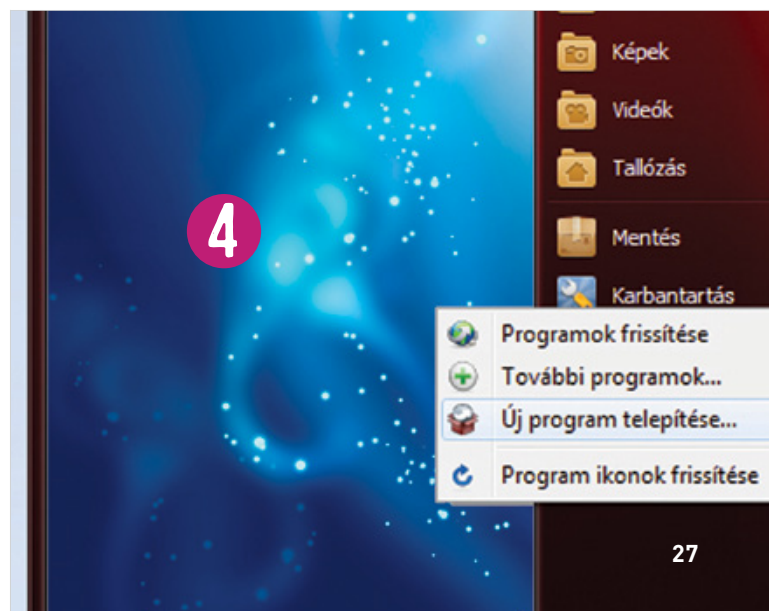 Képek
Videók
Tallózás
4
Mentés
Karbantartás
Programok frissítése
További programok...
Új program telepítése...
Program ikonok frissítése
27